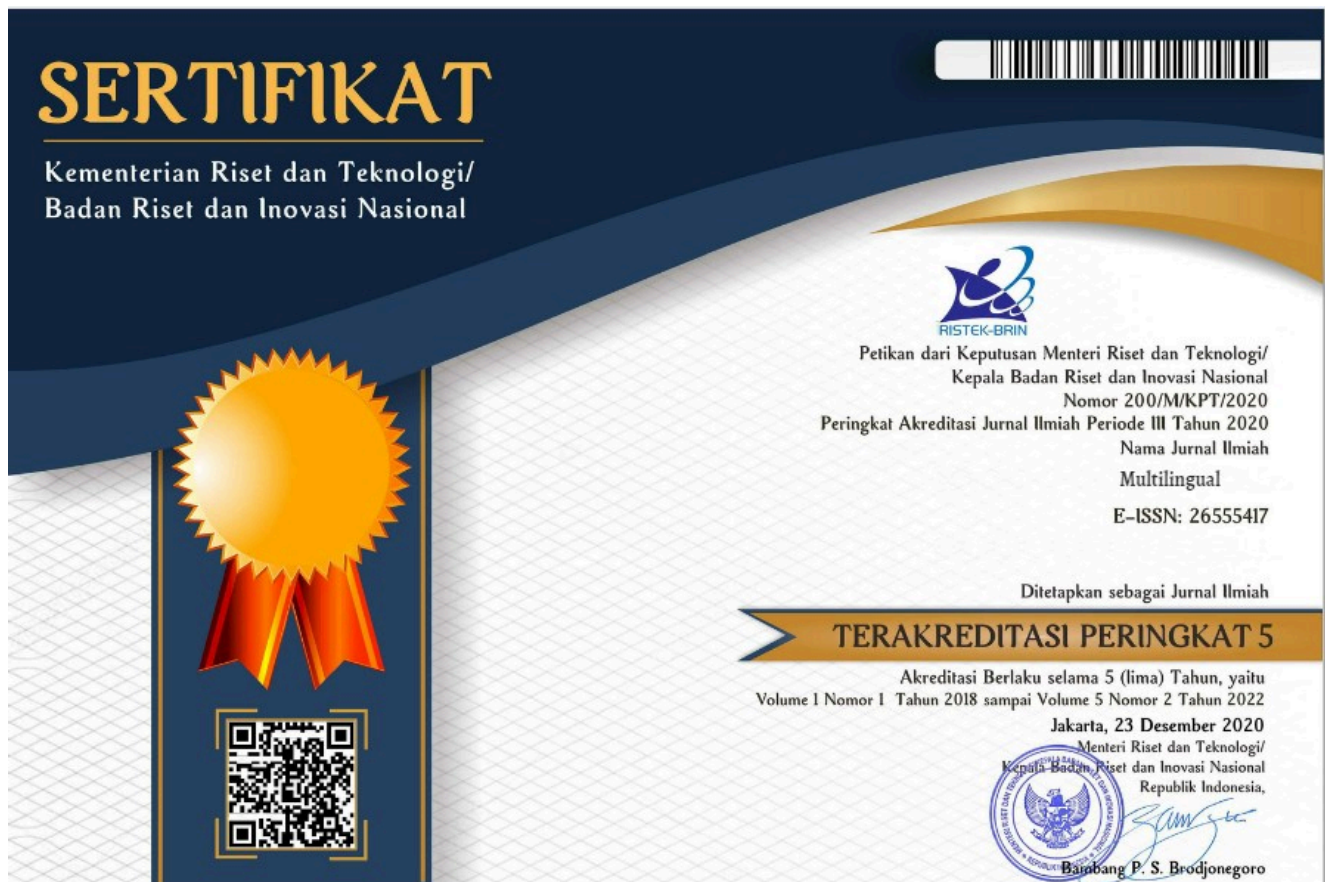 SERTIFIKAT
Kementerian Riset dan Teknologi/
Badan Riset dan Inovasi Nasional
RISTEK-BRIN
Petikan dari Keputusan Menteri Riset dan Teknologi/
Kepala Badan Riset dan Inovasi Nasional
Nomor 200/M/KPT/2020
Peringkat Akreditasi Jurnal Ilmiah Periode III Tahun 2020
Nama Jurnal Ilmiah
Multilingual
E-ISSN: 26555417
Ditetapkan sebagai Jurnal Ilmiah
TERAKREDITASI PERINGKAT 5
Akreditasi Berlaku selama 5 (lima) Tahun, yaitu
Volume 1 Nomor 1 Tahun 2018 sampai Volume 5 Nomor 2 Tahun 2022
Jakarta, 23 Desember 2020
Menteri Riset dan Teknologi/
Kepala Badan Riset dan Inovasi Nasional
Republik Indonesia,
Bambang P. S. Brodjonegoro